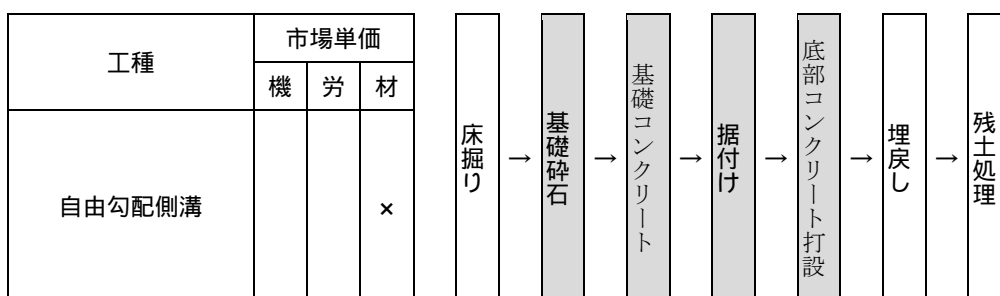 工種
市場単価
機 労 材
自由勾配側溝
×
床掘り
→
基礎砕石
→
基礎コンクリート
→
据付け
→
底部コンクリート打設
→
埋戻し
→
残土処理